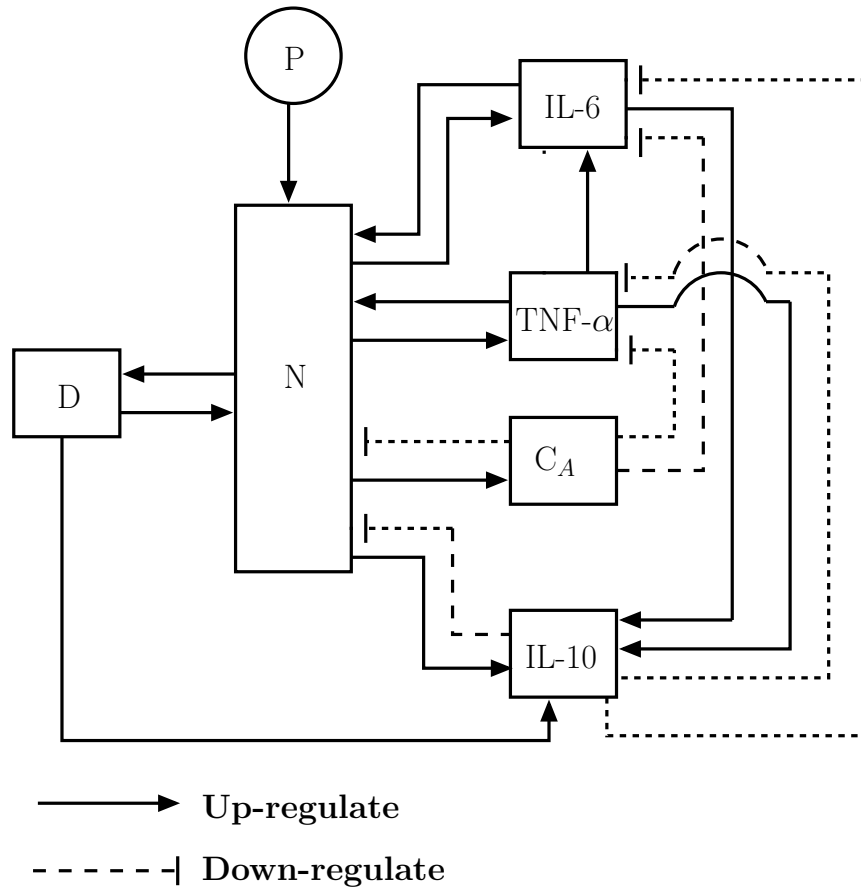 P
IL-6
TNF-α
N
D
C_A
IL-10
Up-regulate
Down-regulate